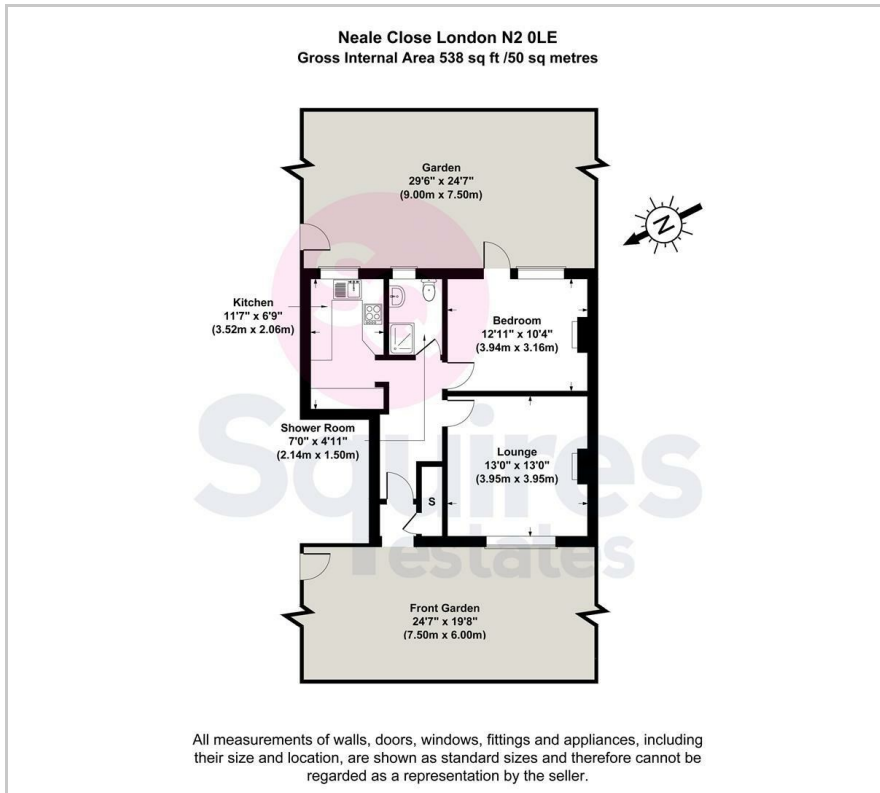 Neale Close London N2 0LE
Gross Internal Area 538 sq ft /50 sq metres
Garden
29'6" x 24'7"
(9.00m x 7.50m)
N
Kitchen
11'7" x 6'9"
(3.52m x 2.06m)
Bedroom
12'11" x 10'4"
(3.94m x 3.16m)
Shower Room
7'0" x 4'11"
(2.14m x 1.50m)
Lounge
13'0" x 13'0"
(3.95m x 3.95m)
S
Squires
estates
Front Garden
24'7" x 19'8"
(7.50m x 6.00m)
All measurements of walls, doors, windows, fittings and appliances, including
their size and location, are shown as standard sizes and therefore cannot be
regarded as a representation by the seller.